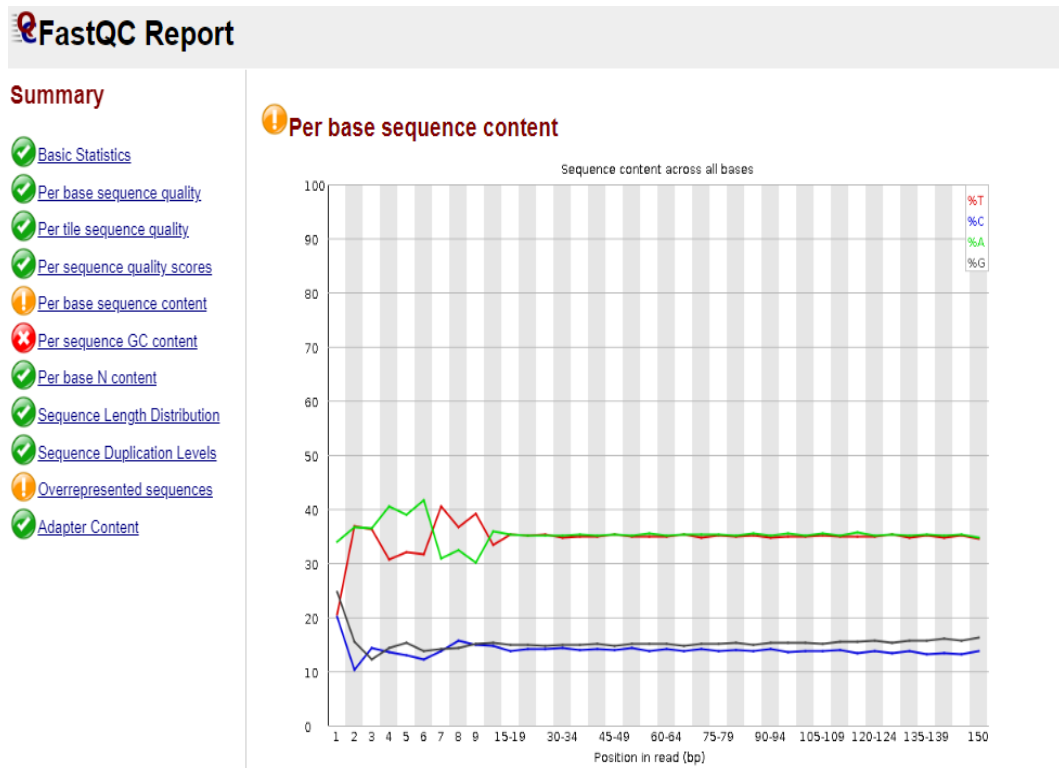 FastQC Report
Summary
Basic Statistics
Per base sequence quality
Per tile sequence quality
Per sequence quality scores
Per base sequence content
Per sequence GC content
Per base N content
Sequence Length Distribution
Sequence Duplication Levels
Overrepresented sequences
Adapter Content
Per base sequence content
Sequence content across all bases
%T
%C
%A
%G
100
90
80
70
60
50
40
30
20
10
0
1 2 3 4 5 6 7 8 9 15-19 30-34 45-49 60-64 75-79 90-94 105-109 120-124 135-139 150
Position in read (bp)